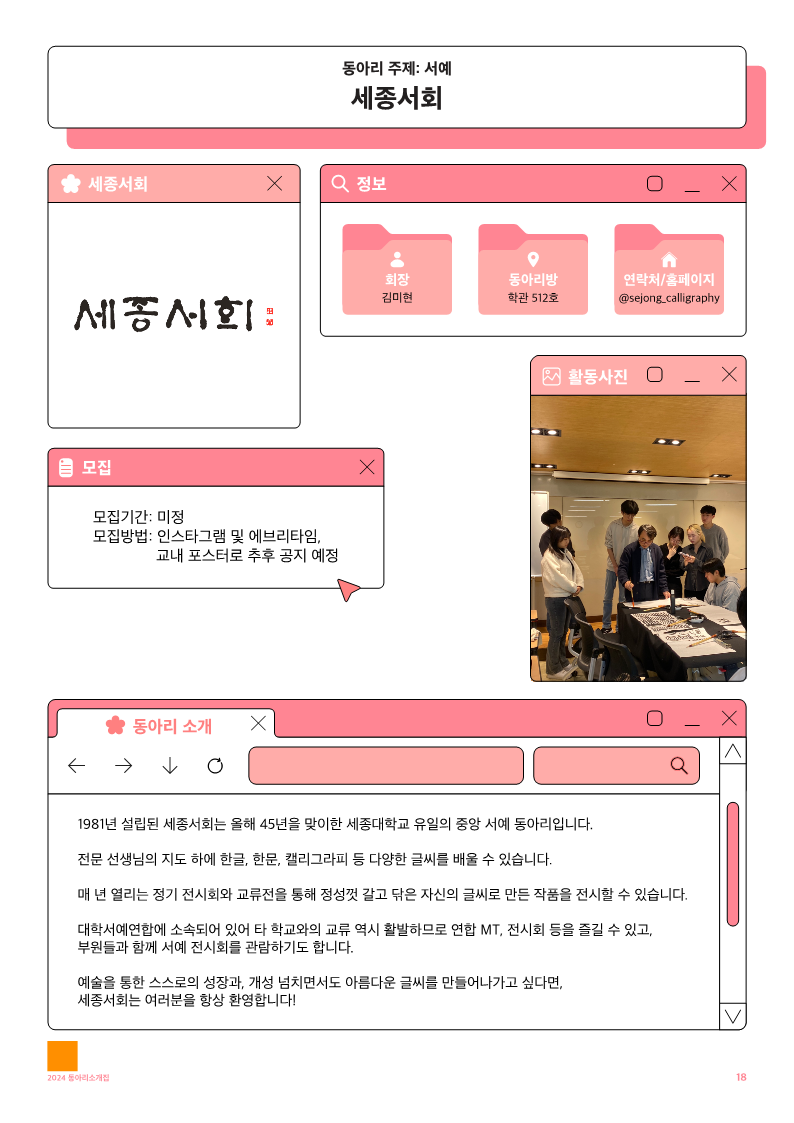 동아리 주제: 서예
세종서회
세종서회
세종서회
정보
회장
김미현
동아리방
학관 512호
연락처/홈페이지
@sejong_calligraphy
활동사진
모집
모집기간: 미정
모집방법: 인스타그램 및 에브리타임,
교내 포스터로 추후 공지 예정
동아리 소개
1981년 설립된 세종서회는 올해 45년을 맞이한 세종대학교 유일의 중앙 서예 동아리입니다.
전문 선생님의 지도 하에 한글, 한문, 캘리그라피 등 다양한 글씨를 배울 수 있습니다.
매 년 열리는 정기 전시회와 교류전을 통해 정성껏 갈고 닦은 자신의 글씨로 만든 작품을 전시할 수 있습니다.
대학서예연합에 소속되어 있어 타 학교와의 교류 역시 활발하므로 연합 MT, 전시회 등을 즐길 수 있고,
부원들과 함께 서예 전시회를 관람하기도 합니다.
예술을 통한 스스로의 성장과, 개성 넘치면서도 아름다운 글씨를 만들어나가고 싶다면,
세종서회는 여러분을 항상 환영합니다!
2024 동아리소개집
18